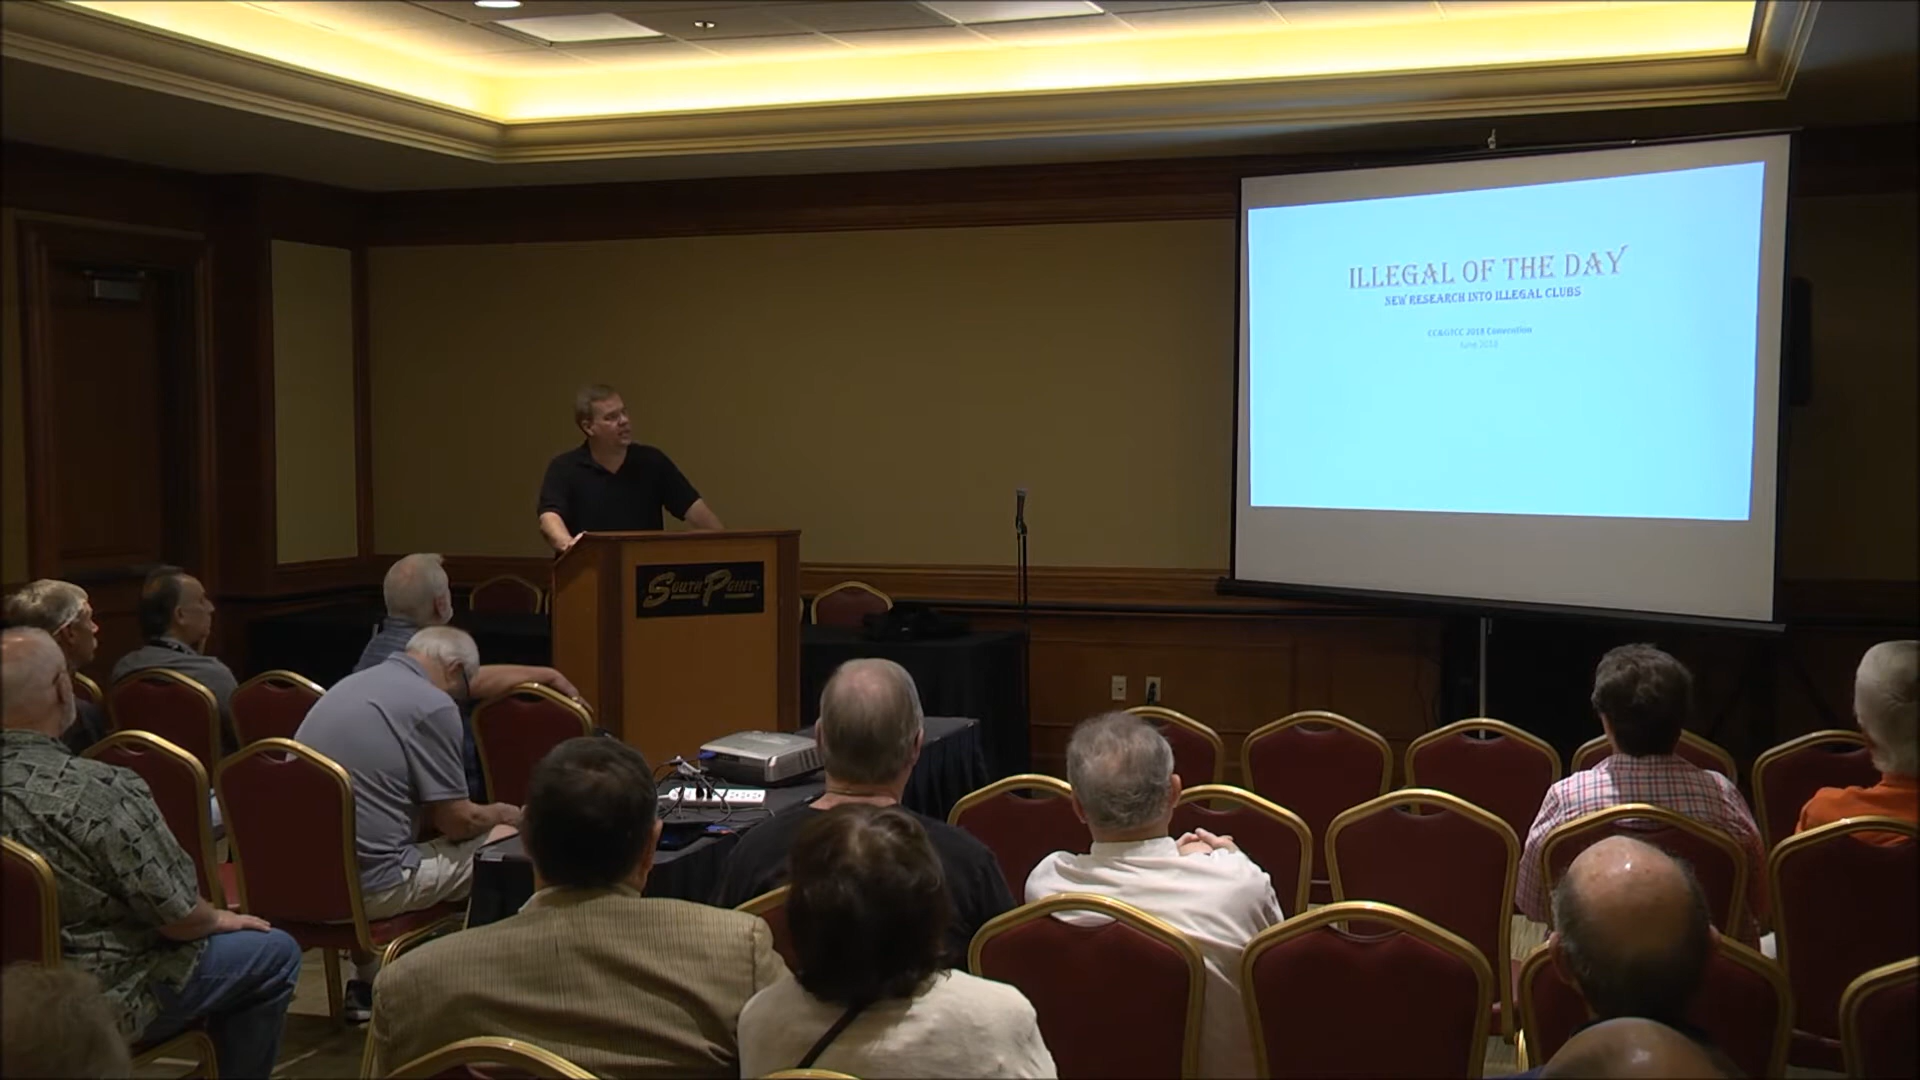 ILLEGAL OF THE DAY
NEW RESEARCH INTO ILLEGAL CLUBS
CC&GTCC 2018 Convention
June 2018
SOUTH POINT